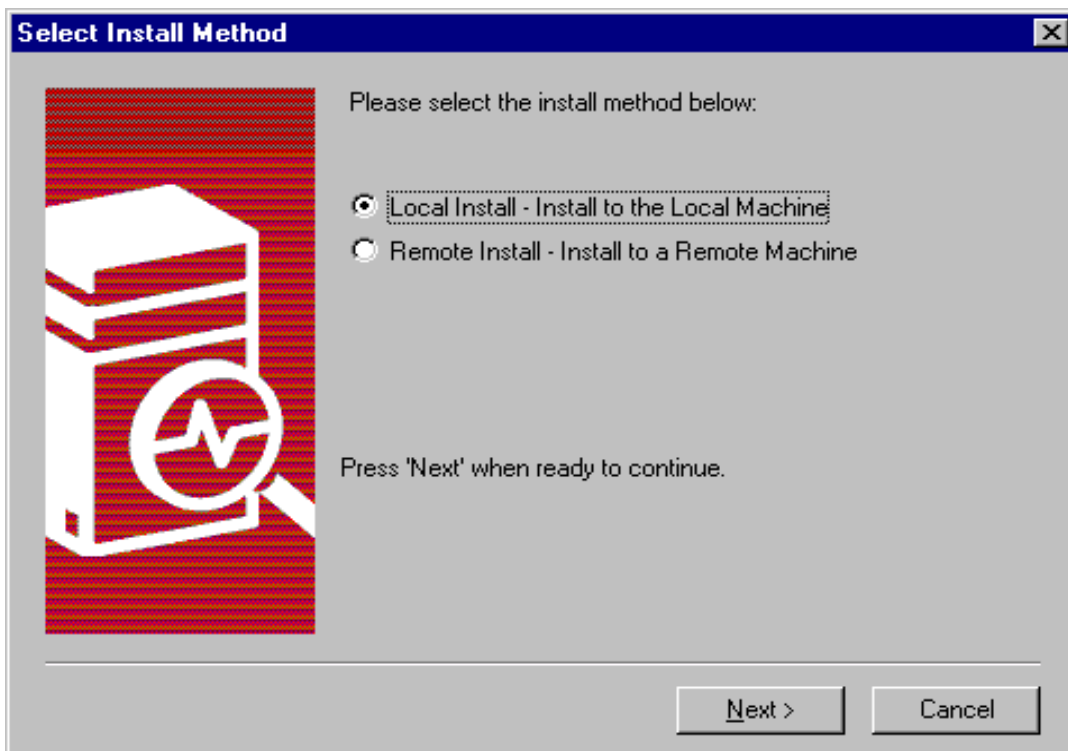 Select Install Method
Please select the install method below:
Local Install - Install to the Local Machine
Remote Install - Install to a Remote Machine
Press 'Next' when ready to continue.
Next >
Cancel